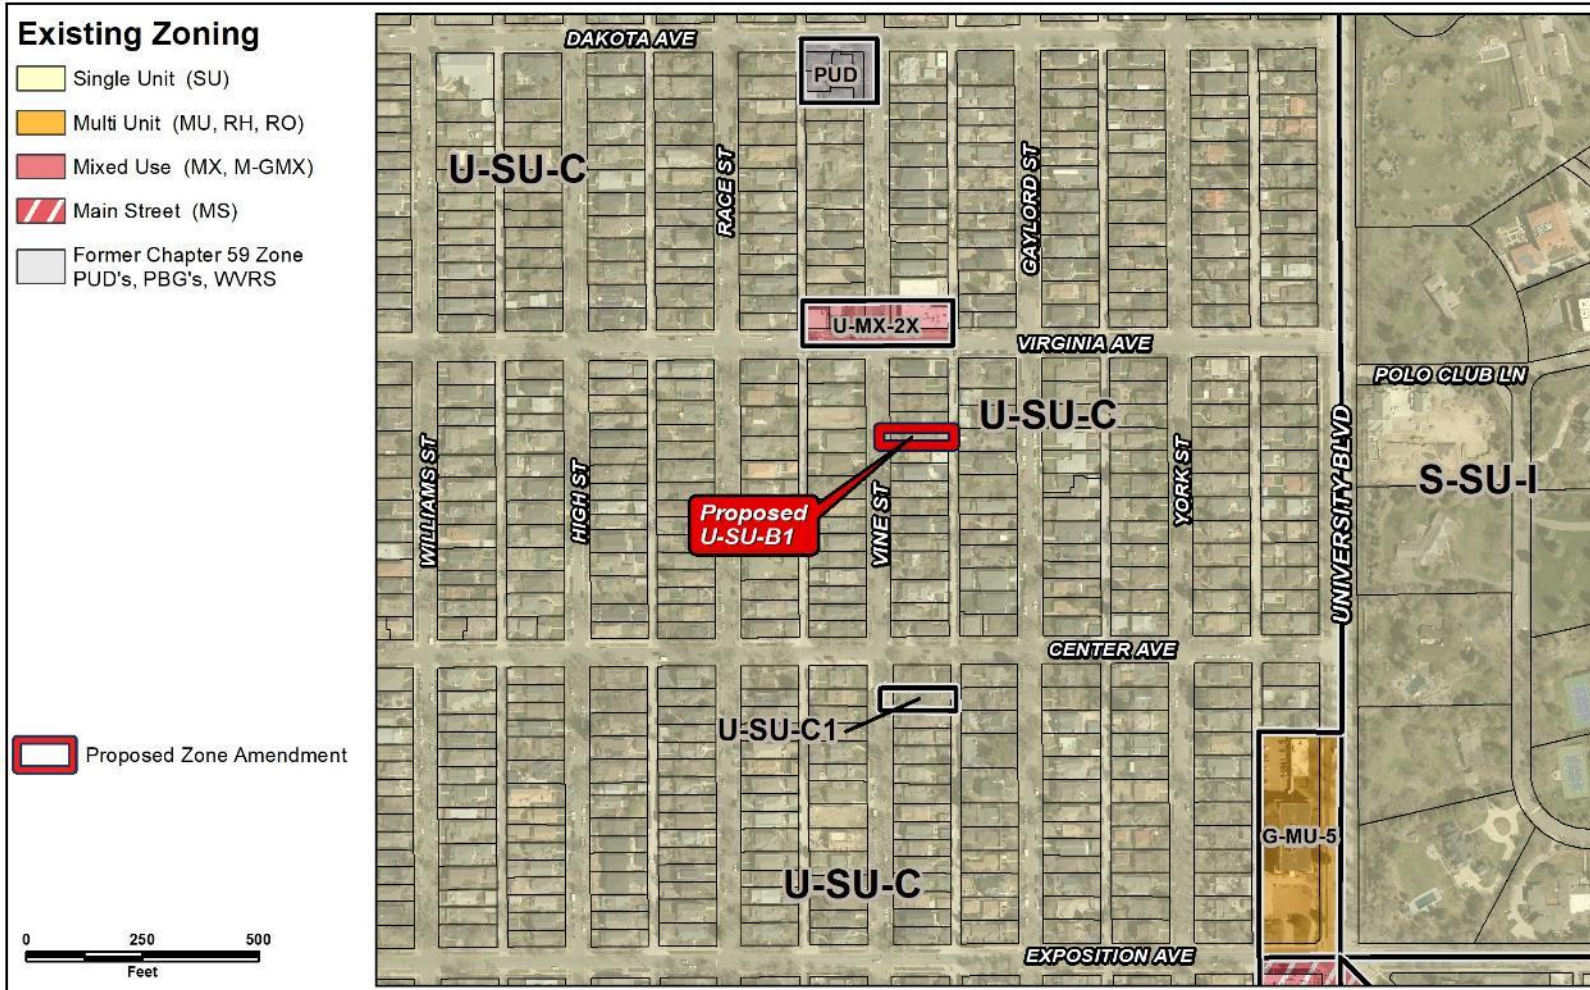 Existing Zoning
Single Unit (SU)
Multi Unit (MU, RH, RO)
Mixed Use (MX, M-GMX)
Main Street (MS)
Former Chapter 59 Zone
PUD's, PBG's, WVRS
Proposed Zone Amendment
0 250 500
Feet
DAKOTA AVE
PUD
U-SU-C
RACE ST
GAYLORD ST
U-MX-2X
VIRGINIA AVE
POLO CLUB LN
U-SU-C
WILLIAMS ST
HIGH ST
Proposed
U-SU-B1
VINE ST
YORK ST
UNIVERSITY BLVD
S-SU-I
CENTER AVE
U-SU-C1
G-MU-5
U-SU-C
EXPOSITION AVE